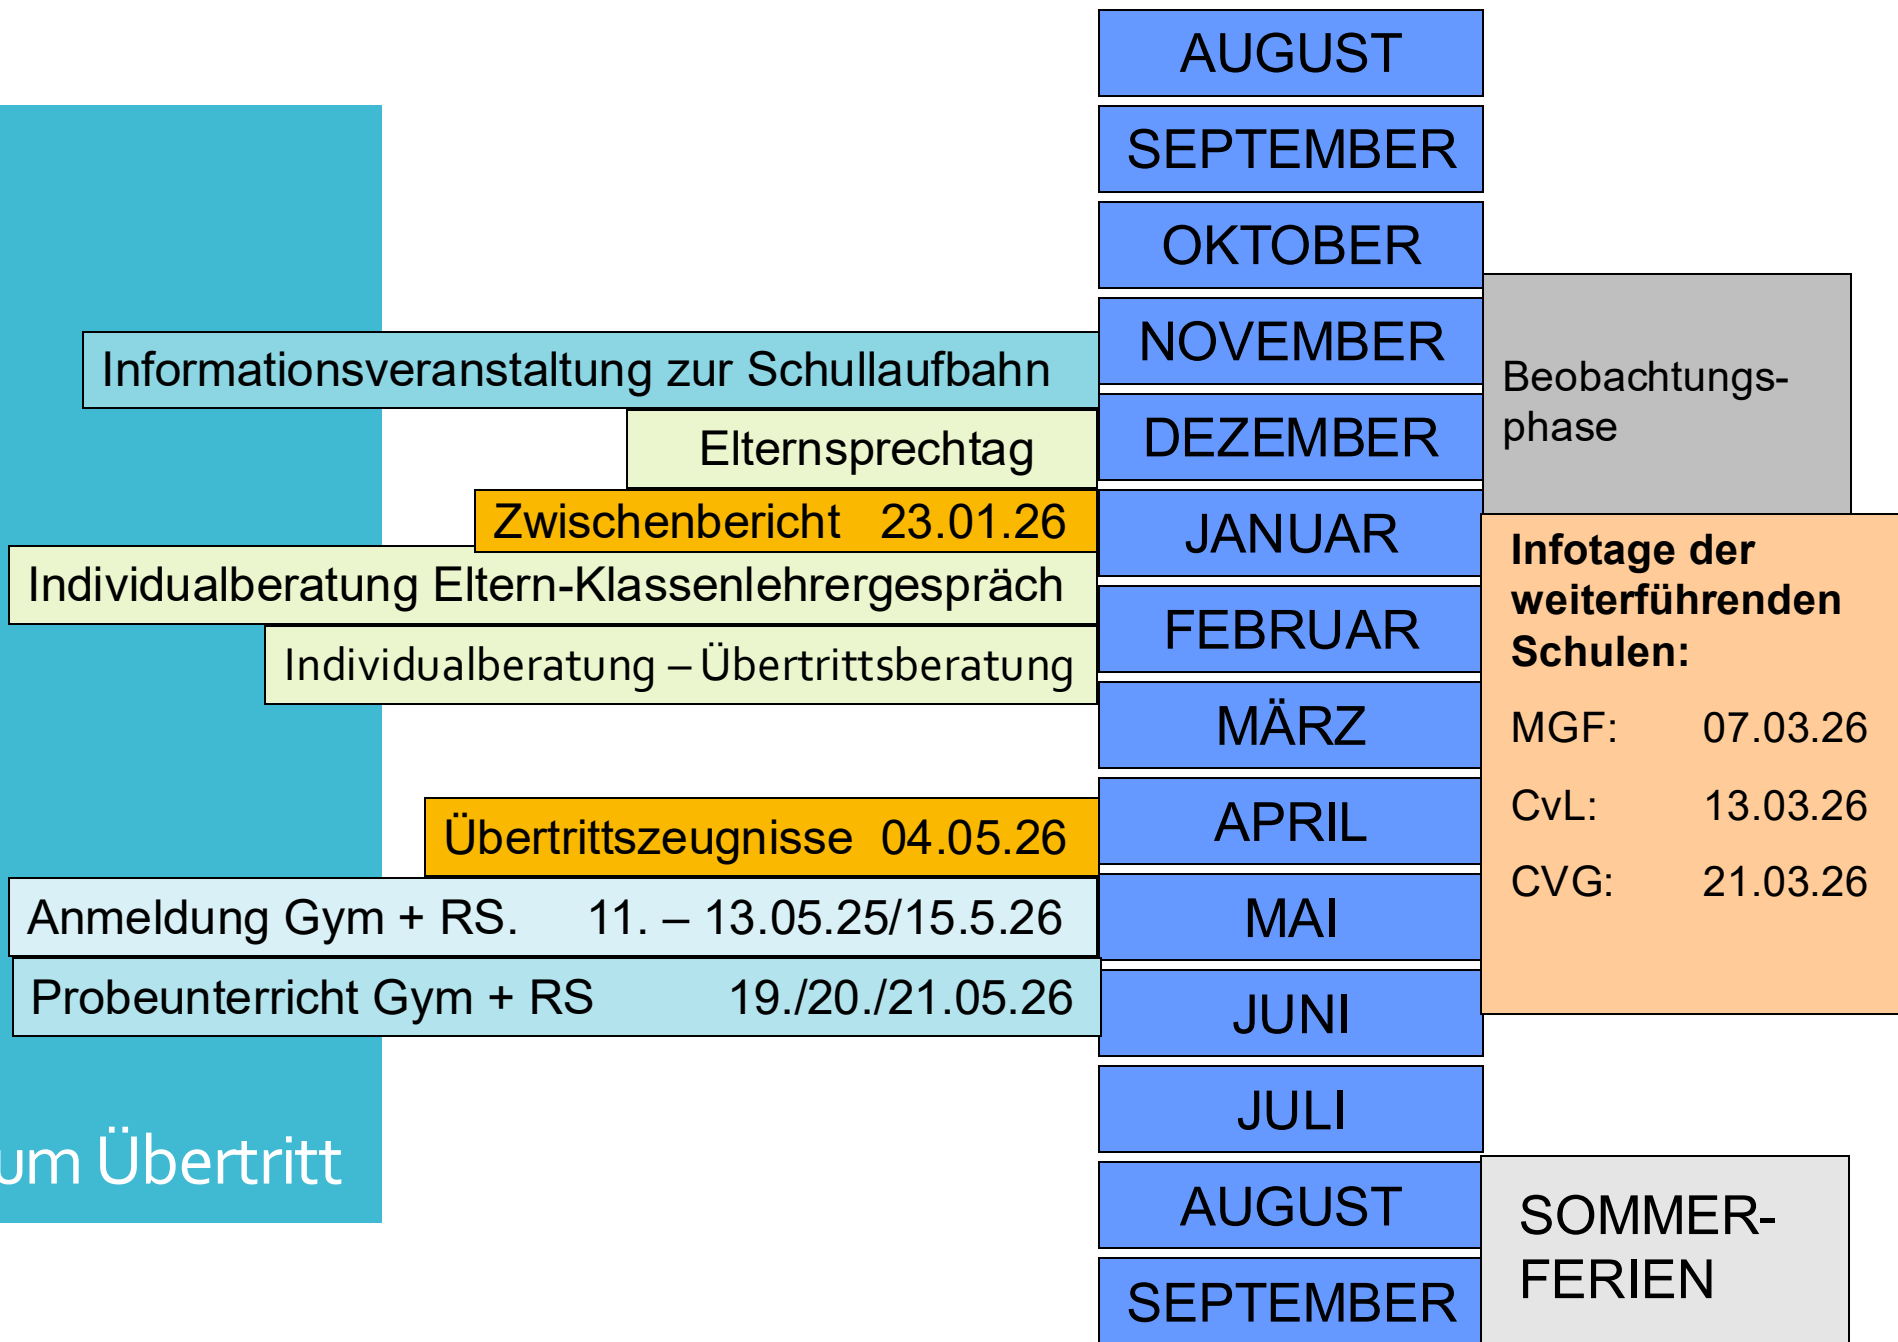 AUGUST
SEPTEMBER
OKTOBER
NOVEMBER
DEZEMBER
JANUAR
FEBRUAR
MÄRZ
APRIL
MAI
JUNI
JULI
AUGUST
SEPTEMBER
Informationsveranstaltung zur Schullaufbahn
Elternsprechtag
Zwischenbericht 23.01.26
Individualberatung Eltern-Klassenlehrergespräch
Individualberatung – Übertrittsberatung
Übertrittszeugnisse 04.05.26
Anmeldung Gym + RS. 11. – 13.05.25/15.5.26
Probeunterricht Gym + RS 19./20./21.05.26
Beobachtungs-
phase
Infotage der
weiterführenden
Schulen:
MGF: 07.03.26
CvL: 13.03.26
CVG: 21.03.26
SOMMER-
FERIEN
um Übertritt